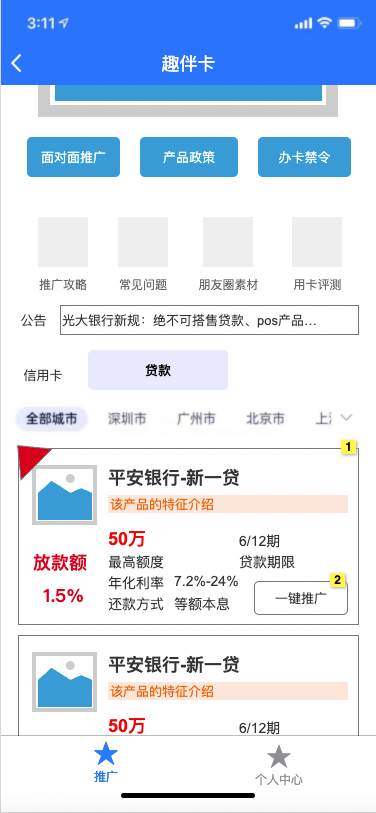 3:11
趣伴卡
面对面推广 产品政策 办卡禁令
推广攻略 常见问题 朋友圈素材 用卡评测
公告 光大银行新规：绝不可搭售贷款、pos产品...
信用卡 贷款
全部城市 深圳市 广州市 北京市 上
1
平安银行-新一贷
该产品的特征介绍
50万 6/12期
放款额 最高额度 贷款期限
年化利率 7.2%-24% 2
1.5% 还款方式 等额本息 一键推广
平安银行-新一贷
该产品的特征介绍
50万 6/12期
推广 个人中心